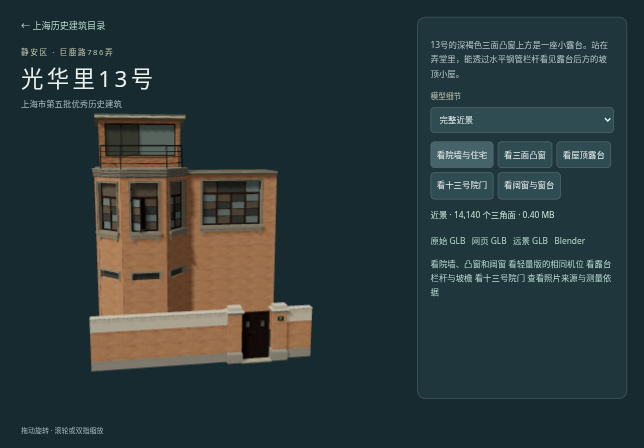 ← 上海历史建筑目录
静安区 · 巨鹿路786弄
光华里13号
上海市第五批优秀历史建筑
拖动旋转 · 滚轮或双指缩放
13号的深褐色三面凸窗上方是一座小露台。站在
弄堂里，能透过水平钢管栏杆看见露台后方的坡
顶小屋。
模型细节
完整近景
看院墙与住宅 看三面凸窗 看屋顶露台
看十三号院门 看阔窗与窗台
近景 · 14,140 个三角面 · 0.40 MB
原始 GLB 网页 GLB 远景 GLB Blender
看院墙、凸窗和阔窗 看轻量版的相同机位 看露台
栏杆与坡檐 看十三号院门 查看照片来源与测量依
据